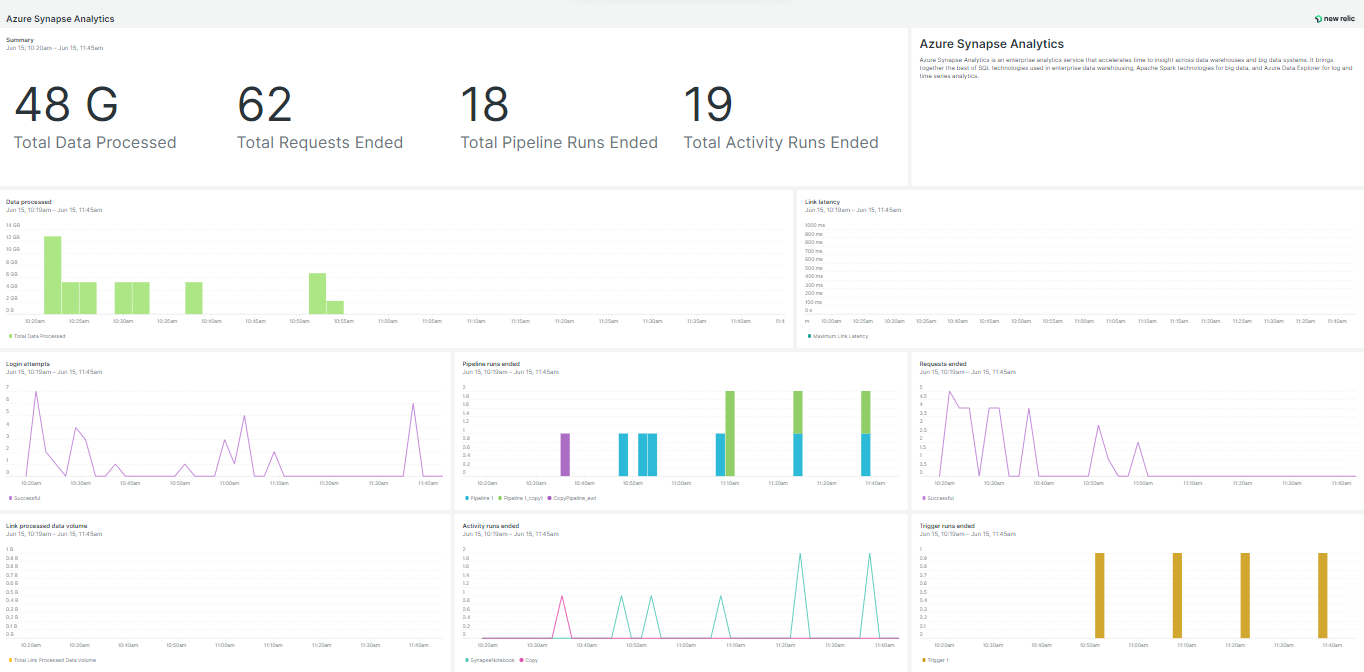 Azure Synapse Analytics
new relic
Summary
Jun 15, 10:20am – Jun 15, 11:45am
48 G
Total Data Processed
62
Total Requests Ended
18
Total Pipeline Runs Ended
19
Total Activity Runs Ended
Azure Synapse Analytics
Azure Synapse Analytics is an enterprise analytics service that accelerates time to insight across data warehouses and big data systems. It brings
together the best of SQL technologies used in enterprise data warehousing, Apache Spark technologies for big data, and Azure Data Explorer for log and
time series analytics.
Data processed
Jun 15, 10:19am – Jun 15, 11:45am
14 GB
12 GB
10 GB
8 GB
6 GB
4 GB
2 GB
0 B
10:20am 10:25am 10:30am 10:35am 10:40am 10:45am 10:50am 10:55am 11:00am 11:05am 11:10am 11:15am 11:20am 11:25am 11:30am 11:35am 11:40am 11:4
Total Data Processed
Link latency
Jun 15, 10:19am – Jun 15, 11:45am
1000 ms
900 ms
800 ms
700 ms
600 ms
500 ms
400 ms
300 ms
200 ms
100 ms
0 s
m 10:20am 10:25am 10:30am 10:35am 10:40am 10:45am 10:50am 10:55am 11:00am 11:05am 11:10am 11:15am 11:20am 11:25am 11:30am 11:35am 11:40am
Maximum Link Latency
Login attempts
Jun 15, 10:19am – Jun 15, 11:45am
7
6
5
4
3
2
1
0
10:20am 10:30am 10:40am 10:50am 11:00am 11:10am 11:20am 11:30am 11:40am
Successful
Pipeline runs ended
Jun 15, 10:19am – Jun 15, 11:45am
2
1.8
1.6
1.4
1.2
1
0.8
0.6
0.4
0.2
0
10:20am 10:30am 10:40am 10:50am 11:00am 11:10am 11:20am 11:30am 11:40am
Pipeline 1 Pipeline 1_copy1 CopyPipeline_ewt
Requests ended
Jun 15, 10:19am – Jun 15, 11:45am
5
4.5
4
3.5
3
2.5
2
1.5
1
0.5
0
10:20am 10:30am 10:40am 10:50am 11:00am 11:10am 11:20am 11:30am 11:40am
Successful
Link processed data volume
Jun 15, 10:19am – Jun 15, 11:45am
1 B
0.9 B
0.8 B
0.7 B
0.6 B
0.5 B
0.4 B
0.3 B
0.2 B
0.1 B
0 B
10:20am 10:30am 10:40am 10:50am 11:00am 11:10am 11:20am 11:30am 11:40am
Total Link Processed Data Volume
Activity runs ended
Jun 15, 10:19am – Jun 15, 11:45am
2
1.8
1.6
1.4
1.2
1
0.8
0.6
0.4
0.2
0
10:20am 10:30am 10:40am 10:50am 11:00am 11:10am 11:20am 11:30am 11:40am
SynapseNotebook Copy
Trigger runs ended
Jun 15, 10:19am – Jun 15, 11:45am
1
0.9
0.8
0.7
0.6
0.5
0.4
0.3
0.2
0.1
0
10:20am 10:30am 10:40am 10:50am 11:00am 11:10am 11:20am 11:30am 11:40am
Trigger 1